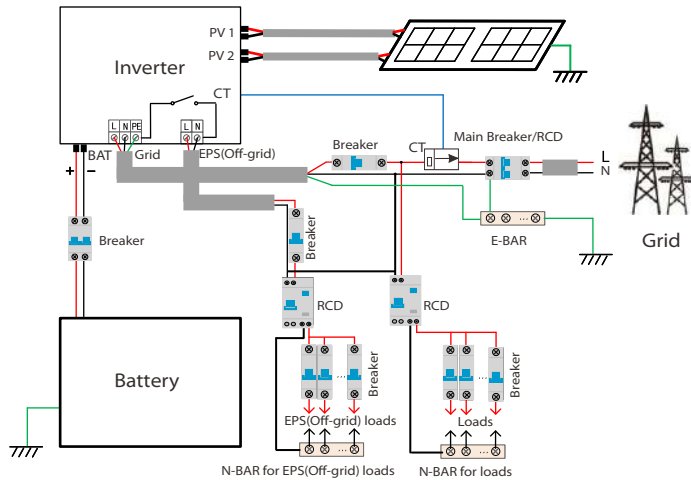 PV 1
PV 2
Inverter
CT
L N PE
L N
BAT
Grid
EPS(Off-grid)
+
−
Breaker
CT
Main Breaker/RCD
L
N
E-BAR
Grid
Breaker
Breaker
RCD
RCD
Battery
Breaker
Breaker
EPS(Off-grid) loads
Loads
N-BAR for EPS(Off-grid) loads
N-BAR for loads